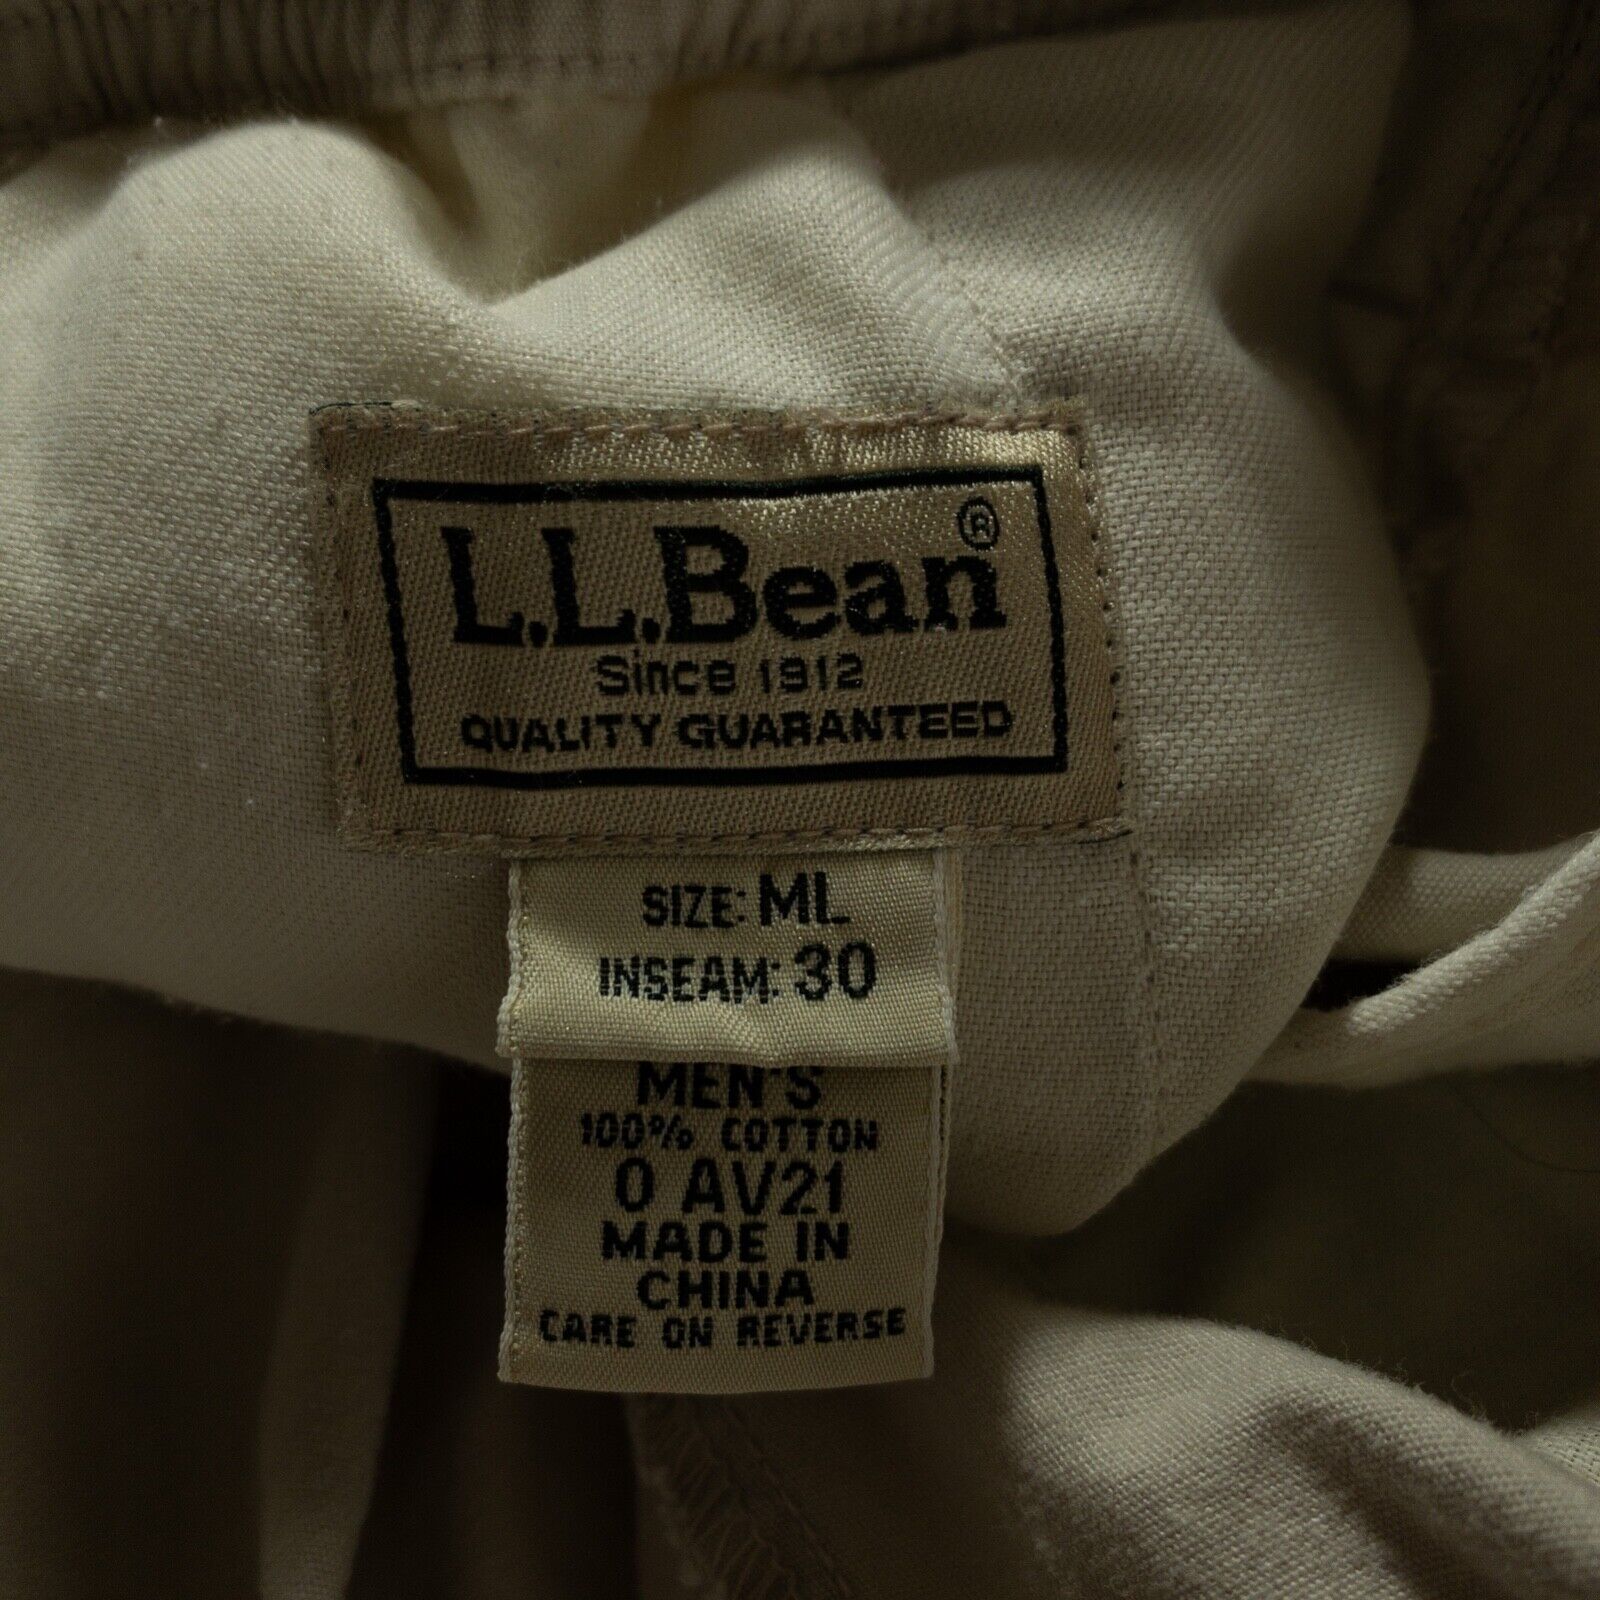 L.L.Bean®
Since 1912
QUALITY GUARANTEED
SIZE: ML
INSEAM: 30
MEN'S
100% COTTON
0 AV21
MADE IN
CHINA
CARE ON REVERSE